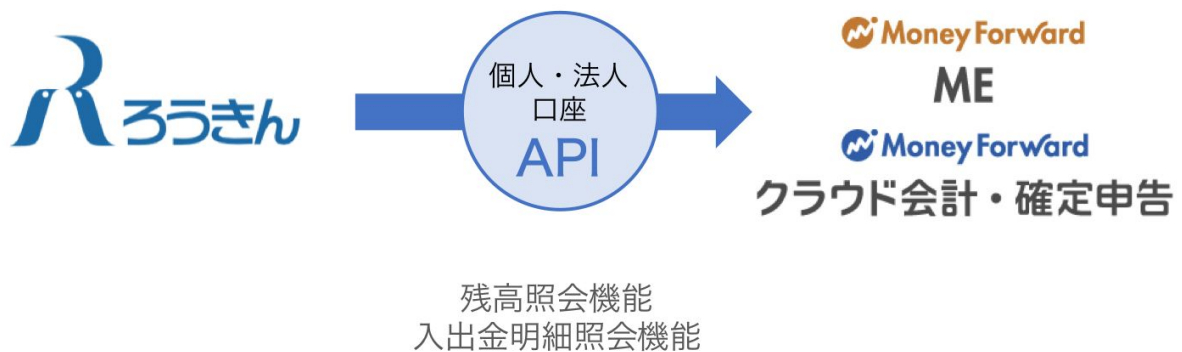 ろうきん
個人・法人
口座
API
Money Forward
ME
Money Forward
クラウド会計・確定申告
残高照会機能
入出金明細照会機能